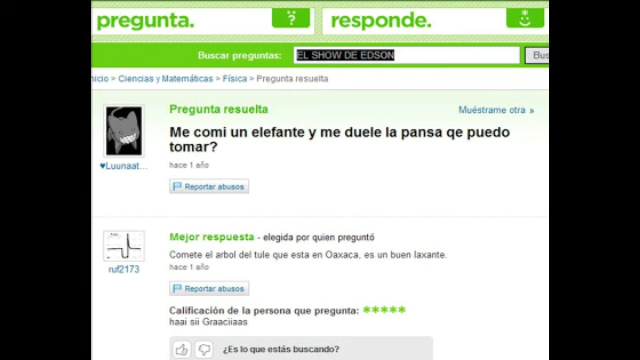 pregunta.
responde.
Buscar preguntas: EL SHOW DE EDSON
> Ciencias y Matemáticas > Física > Pregunta resuelta
Pregunta resuelta
Muéstrame otra »
Me comi un elefante y me duele la pansa qe puedo
tomar?
hace 1 año
♥Luunaat...
Reportar abusos
Mejor respuesta - elegida por quien preguntó
Comete el arbol del tule que esta en Oaxaca, es un buen laxante.
hace 1 año
ruf2173
Reportar abusos
Calificación de la persona que pregunta: *****
haai sii Graaciiaas
¿Es lo que estás buscando?